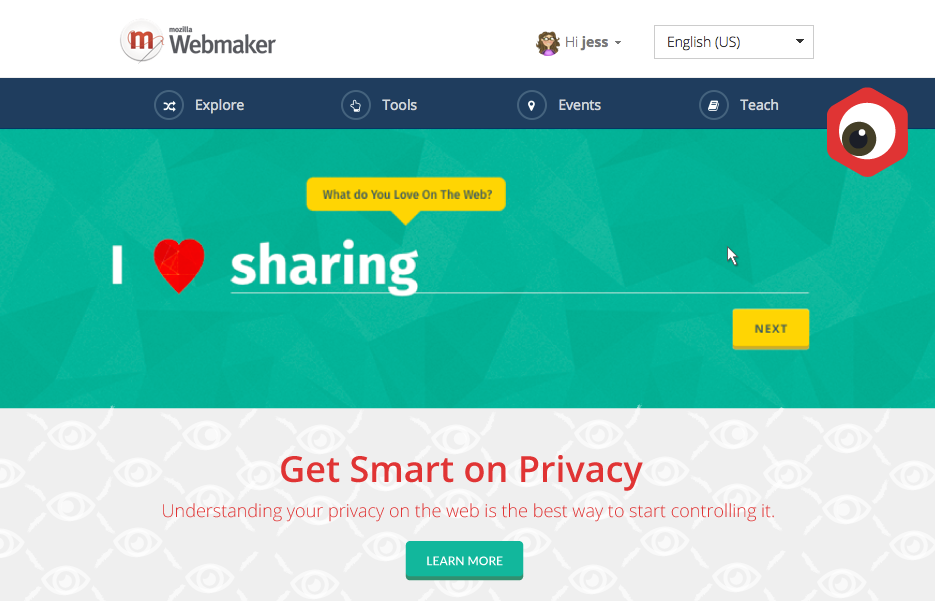 mozilla
Webmaker
Hi jess
English (US)
Explore
Tools
Events
Teach
What do You Love On The Web?
I sharing
NEXT
Get Smart on Privacy
Understanding your privacy on the web is the best way to start controlling it.
LEARN MORE